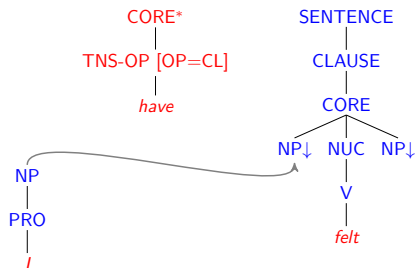 CORE* SENTENCE
TNS-OP [OP=CL] CLAUSE
have CORE
NP↓ NUC NP↓
NP V
PRO felt
I